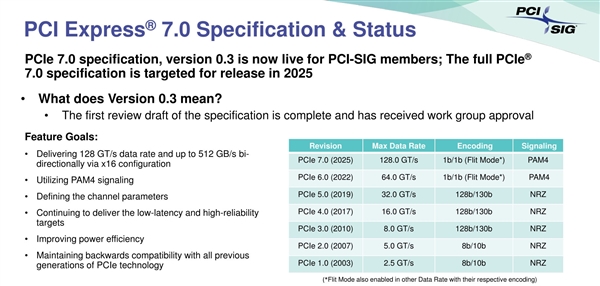 PCI
SIG®
PCI Express® 7.0 Specification & Status
PCIe 7.0 specification, version 0.3 is now live for PCI-SIG members; The full PCIe®
7.0 specification is targeted for release in 2025
• What does Version 0.3 mean?
• The first review draft of the specification is complete and has received work group approval
Feature Goals:
• Delivering 128 GT/s data rate and up to 512 GB/s bi-
directionally via x16 configuration
• Utilizing PAM4 signaling
• Defining the channel parameters
• Continuing to deliver the low-latency and high-reliability
targets
• Improving power efficiency
• Maintaining backwards compatibility with all previous
generations of PCIe technology
Revision Max Data Rate Encoding Signaling
PCIe 7.0 (2025) 128.0 GT/s 1b/1b (Flit Mode*) PAM4
PCIe 6.0 (2022) 64.0 GT/s 1b/1b (Flit Mode*) PAM4
PCIe 5.0 (2019) 32.0 GT/s 128b/130b NRZ
PCIe 4.0 (2017) 16.0 GT/s 128b/130b NRZ
PCIe 3.0 (2010) 8.0 GT/s 128b/130b NRZ
PCIe 2.0 (2007) 5.0 GT/s 8b/10b NRZ
PCIe 1.0 (2003) 2.5 GT/s 8b/10b NRZ
(*Flit Mode also enabled in other Data Rate with their respective encoding)